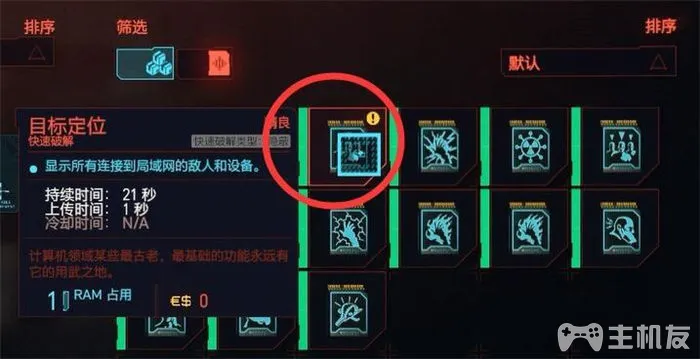 排序
筛选
排序
默认
目标定位
精良
快速破解
快速破解类型：隐蔽
显示所有连接到局域网的敌人和设备。
持续时间： 21 秒
上传时间： 1 秒
冷却时间： N/A
计算机领域某些最古老，最基础的功能永远有
它的用武之地。
1 RAM 占用
€$ 0
主机友